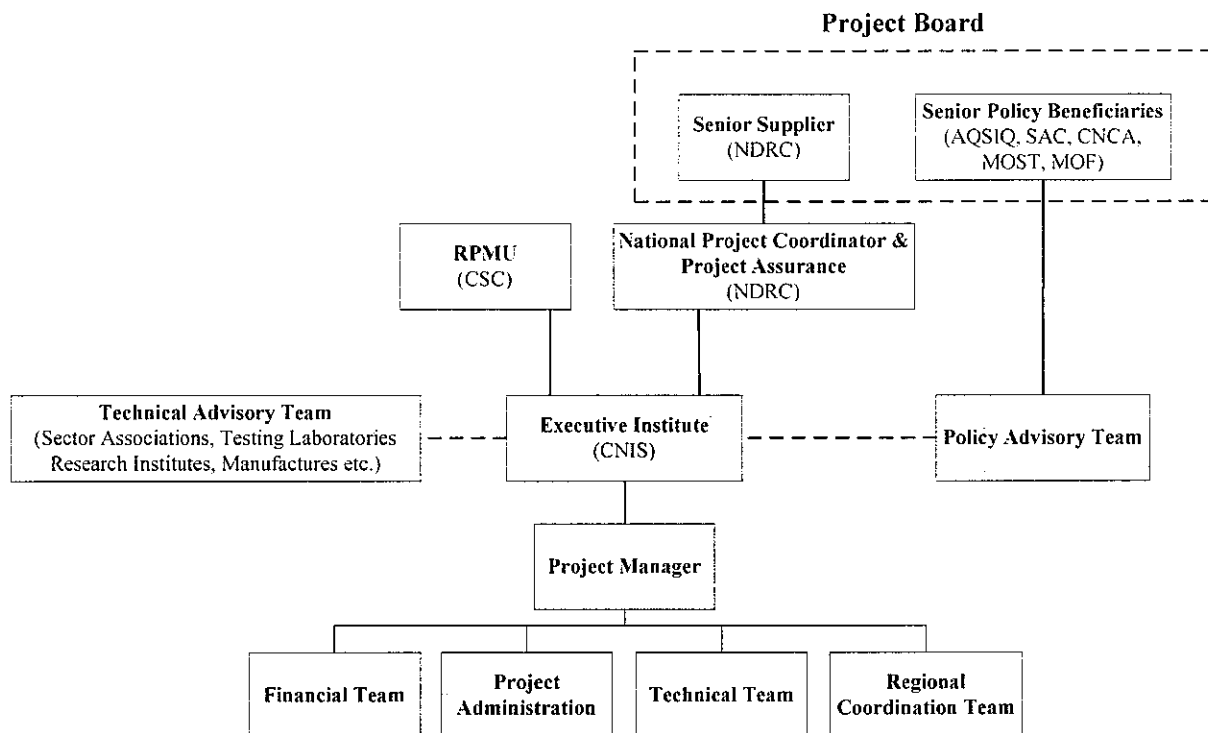 Project Board
Senior Supplier
(NDRC)
Senior Policy Beneficiaries
(AQSIQ, SAC, CNCA,
MOST, MOF)
RPMU
(CSC)
National Project Coordinator &
Project Assurance
(NDRC)
Technical Advisory Team
(Sector Associations, Testing Laboratories
Research Institutes, Manufactures etc.)
Executive Institute
(CNIS)
Policy Advisory Team
Project Manager
Financial Team
Project
Administration
Technical Team
Regional
Coordination Team